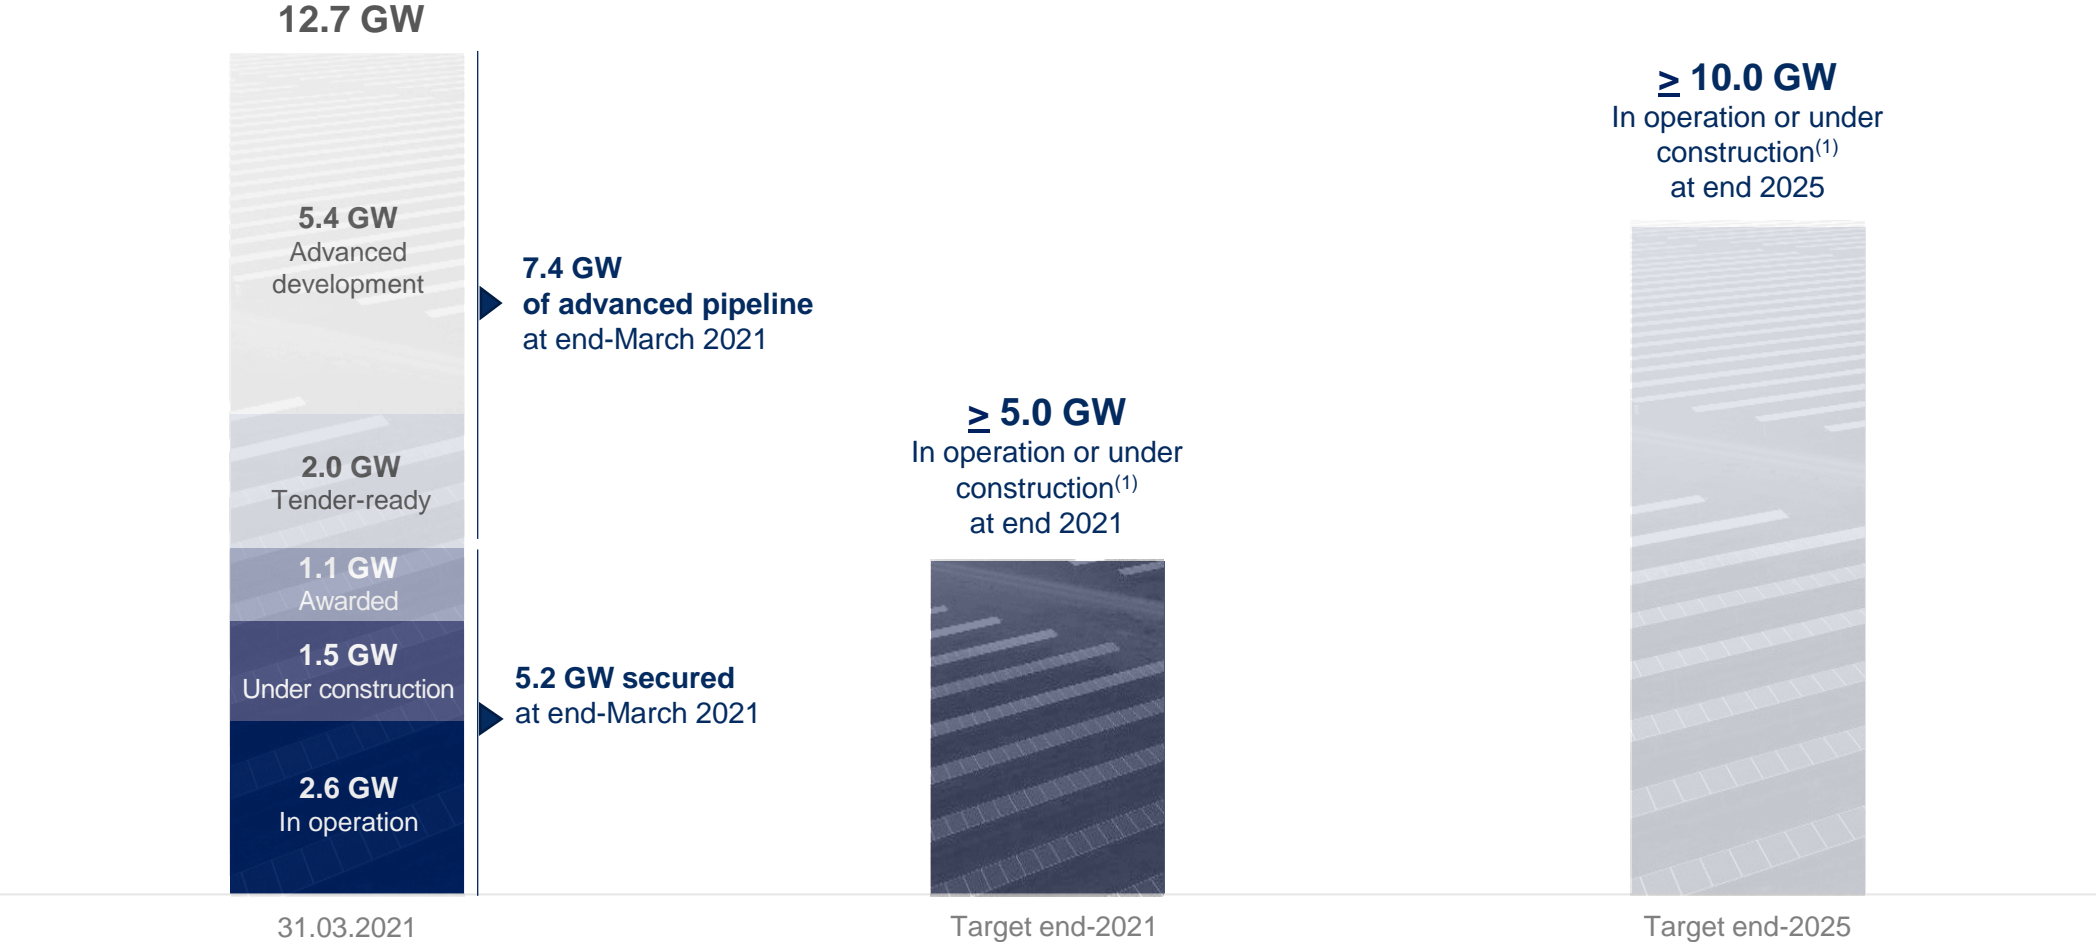 12.7 GW
5.4 GW
Advanced
development
2.0 GW
Tender-ready
1.1 GW
Awarded
1.5 GW
Under construction
2.6 GW
In operation
7.4 GW
of advanced pipeline
at end-March 2021
5.2 GW secured
at end-March 2021
31.03.2021
≥ 5.0 GW
In operation or under
construction(1)
at end 2021
Target end-2021
≥ 10.0 GW
In operation or under
construction(1)
at end 2025
Target end-2025